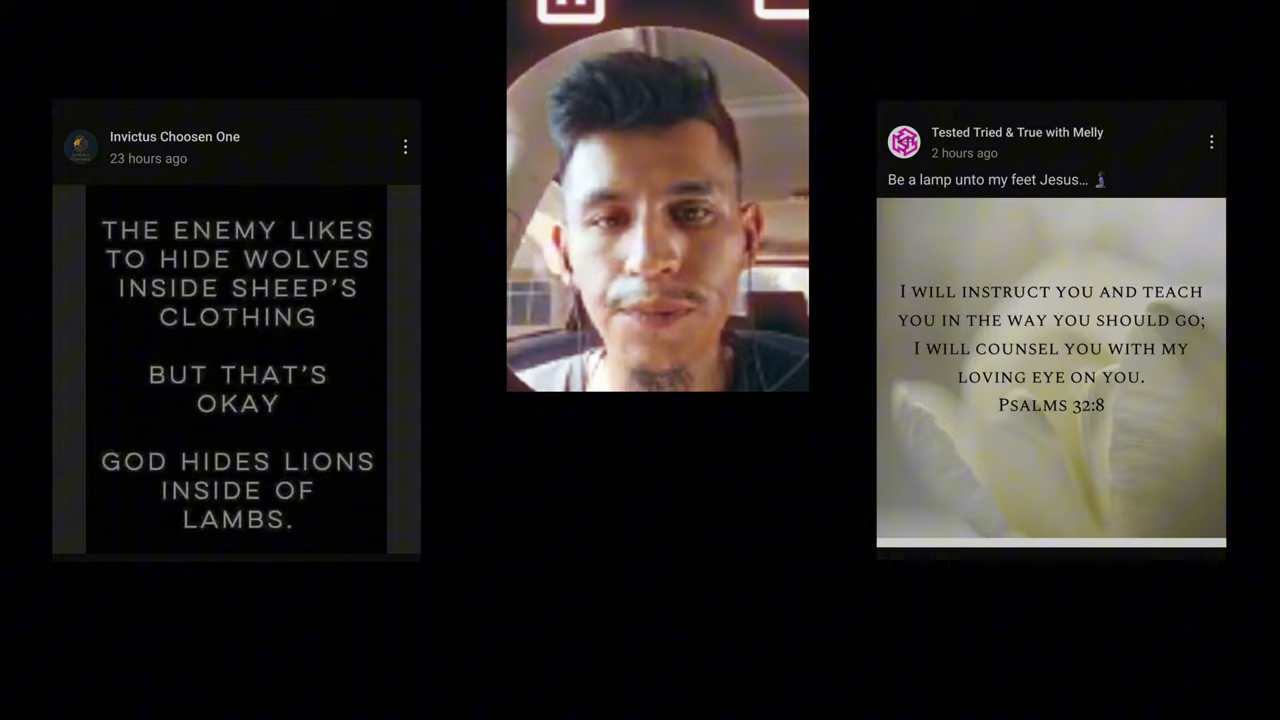 Invictus Choosen One
23 hours ago
THE ENEMY LIKES
TO HIDE WOLVES
INSIDE SHEEP'S
CLOTHING
BUT THAT'S
OKAY
GOD HIDES LIONS
INSIDE OF
LAMBS.
Tested Tried & True with Melly
2 hours ago
Be a lamp unto my feet Jesus... 🧎🏾‍♀️
I WILL INSTRUCT YOU AND TEACH
YOU IN THE WAY YOU SHOULD GO;
I WILL COUNSEL YOU WITH MY
LOVING EYE ON YOU.
PSALMS 32:8